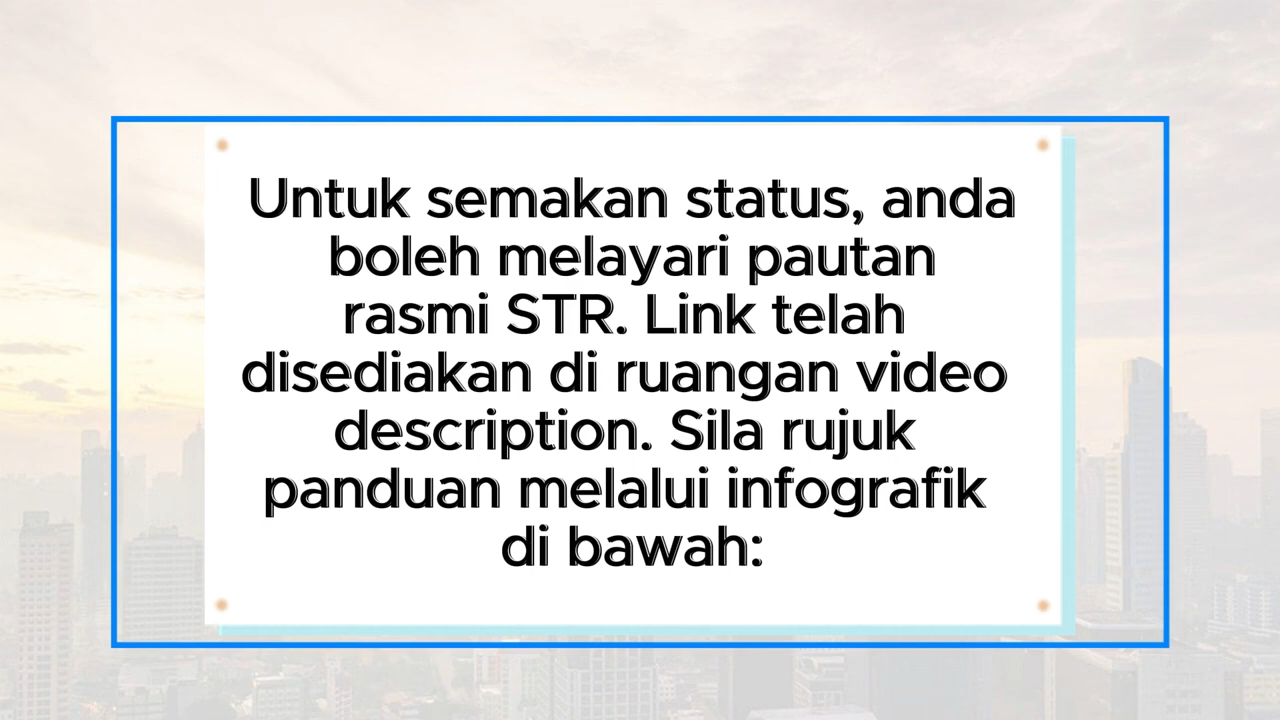 Untuk semakan status, anda
boleh melayari pautan
rasmi STR. Link telah
disediakan di ruangan video
description. Sila rujuk
panduan melalui infografik
di bawah: